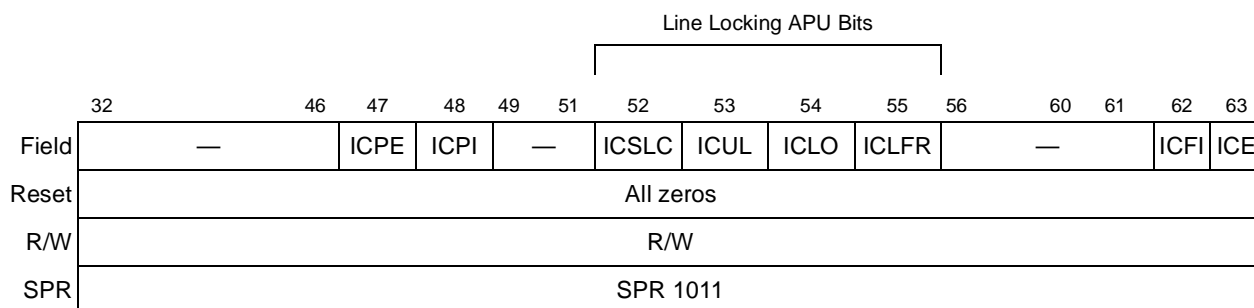 Line Locking APU Bits
32 46 47 48 49 51 52 53 54 55 56 60 61 62 63
Field — ICPE ICPI — ICSLC ICUL ICLO ICLFR — ICFI ICE
Reset All zeros
R/W R/W
SPR SPR 1011